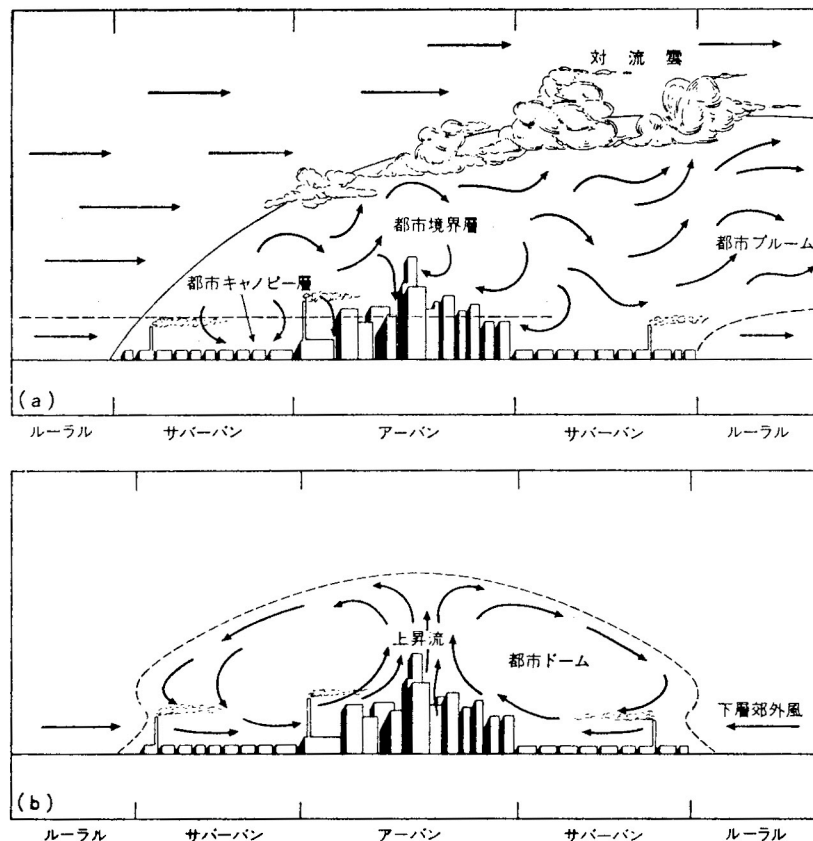 対流雲
都市境界層
都市プルーム
都市キャノピー層
(a)
ルーラル サバーバン アーバン サバーバン ルーラル
上昇流
都市ドーム
下層郊外風
(b)
ルーラル サバーバン アーバン サバーバン ルーラル